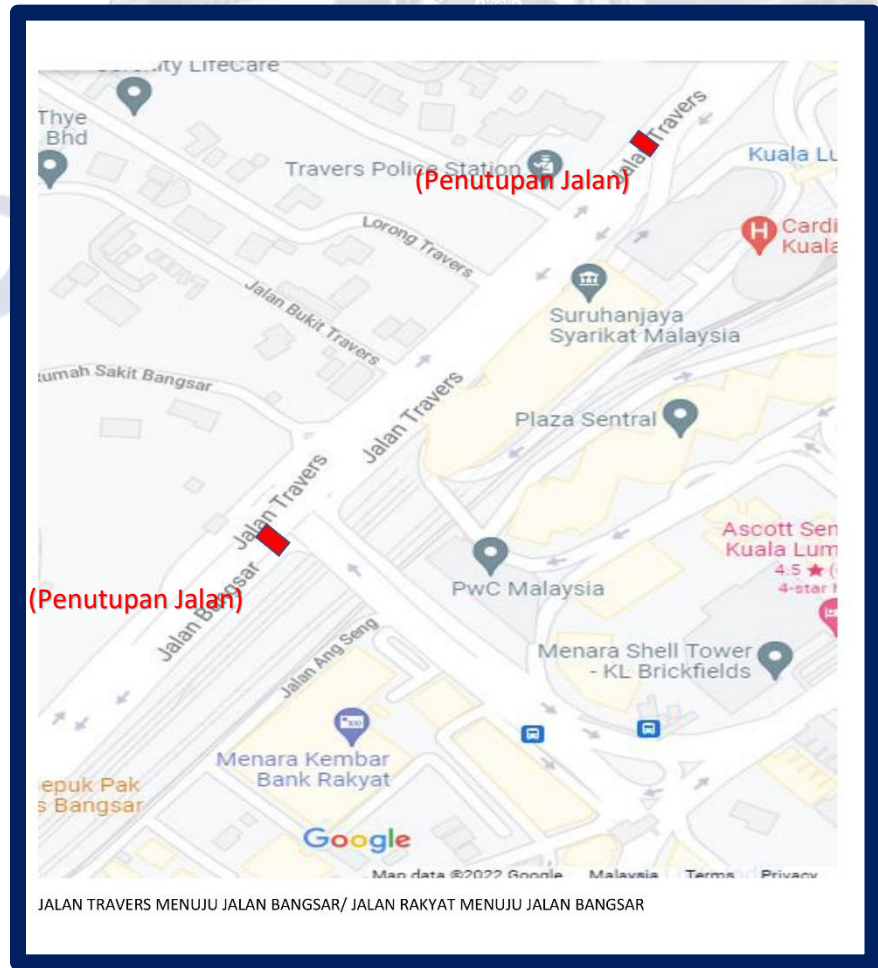 ity LifeCare
Thye
Bhd
Jalan Travers
Travers Police Station
(Penutupan Jalan)
Kuala Lu
Cardi
Kuala
Lorong Travers
Suruhanjaya
Syarikat Malaysia
Jalan Bukit Travers
umah Sakit Bangsar
Jalan Travers
Plaza Sentral
Jalan Travers
Ascott Sen
Kuala Lum
4.5 ★ (
4-star h
PwC Malaysia
(Penutupan Jalan)
Jalan Bangsar
Jalan Ang Seng
Menara Shell Tower
- KL Brickfields
Menara Kembar
Bank Rakyat
epuk Pak
s Bangsar
Google
Map data ©2022 Google Malaysia Terms Privacy
JALAN TRAVERS MENUJU JALAN BANGSAR/ JALAN RAKYAT MENUJU JALAN BANGSAR